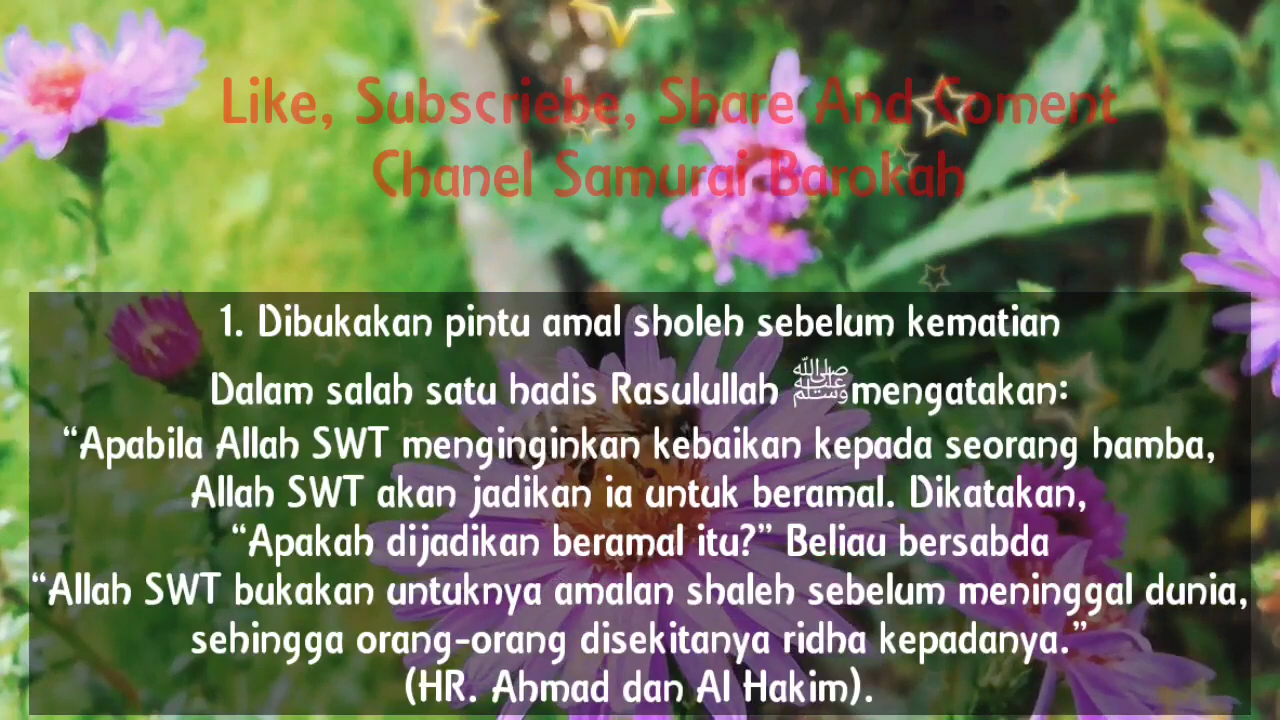 Like, Subscriebe, Share And Coment
Chanel Samurai Barokah
1. Dibukakan pintu amal sholeh sebelum kematian
Dalam salah satu hadis Rasulullah ﷺ mengatakan:
“Apabila Allah SWT menginginkan kebaikan kepada seorang hamba,
Allah SWT akan jadikan ia untuk beramal. Dikatakan,
“Apakah dijadikan beramal itu?” Beliau bersabda
“Allah SWT bukakan untuknya amalan shaleh sebelum meninggal dunia,
sehingga orang-orang disekitanya ridha kepadanya.”
(HR. Ahmad dan Al Hakim).